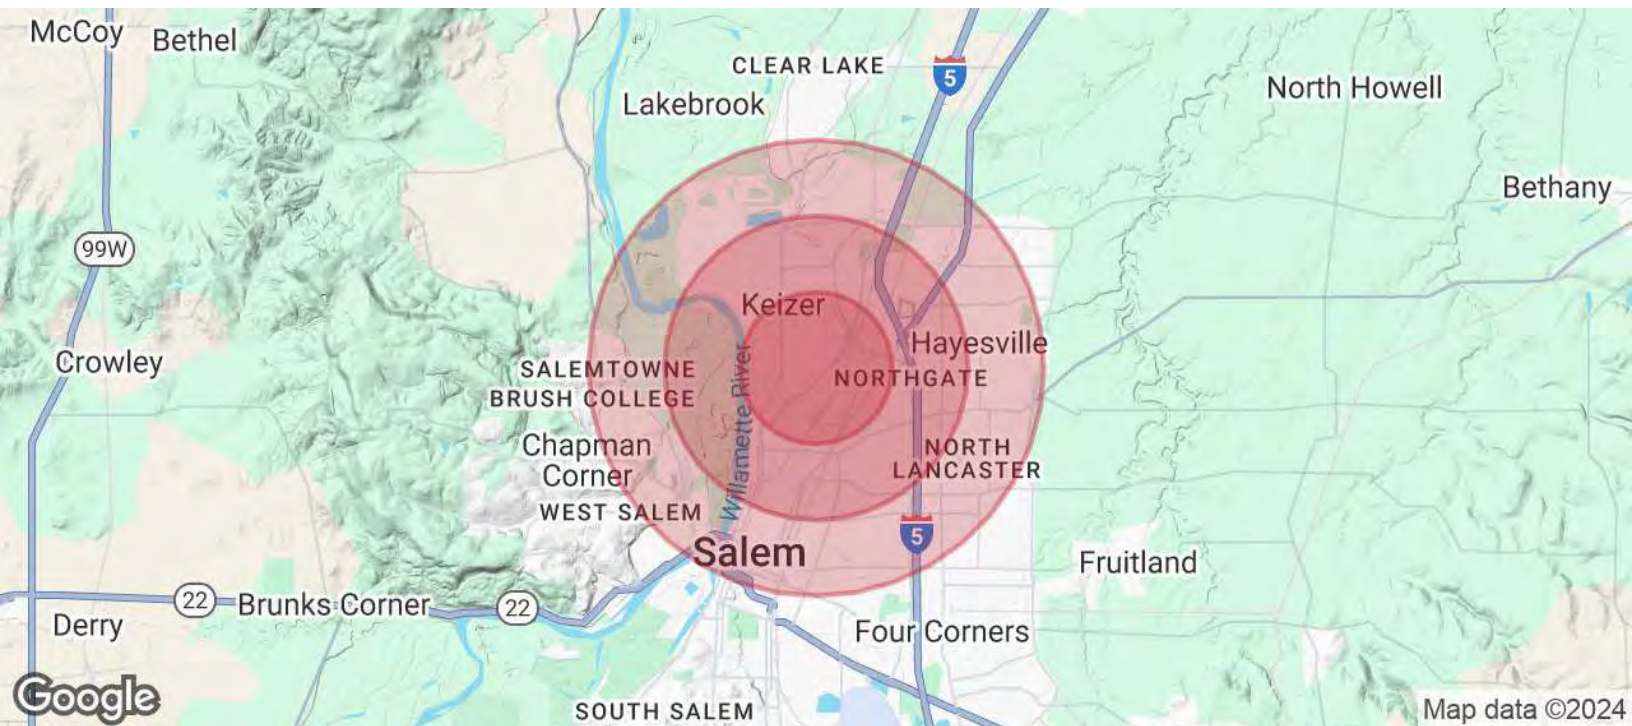 McCoy
Bethel
CLEAR LAKE
5
Lakebrook
North Howell
Bethany
99W
Keizer
Hayesville
Crowley
SALEMTOWNE
NORTHGATE
BRUSH COLLEGE
Willamette River
Chapman
Corner
NORTH
LANCASTER
WEST SALEM
5
Salem
Fruitland
22
Brunks Corner
22
Derry
Four Corners
Google
SOUTH SALEM
Map data ©2024